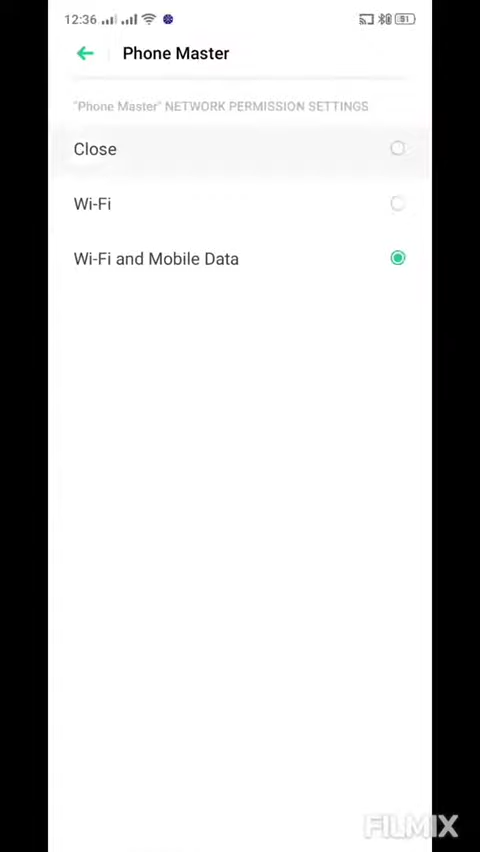 12:36
Phone Master
"Phone Master" NETWORK PERMISSION SETTINGS
Close
Wi-Fi
Wi-Fi and Mobile Data
FILMIX